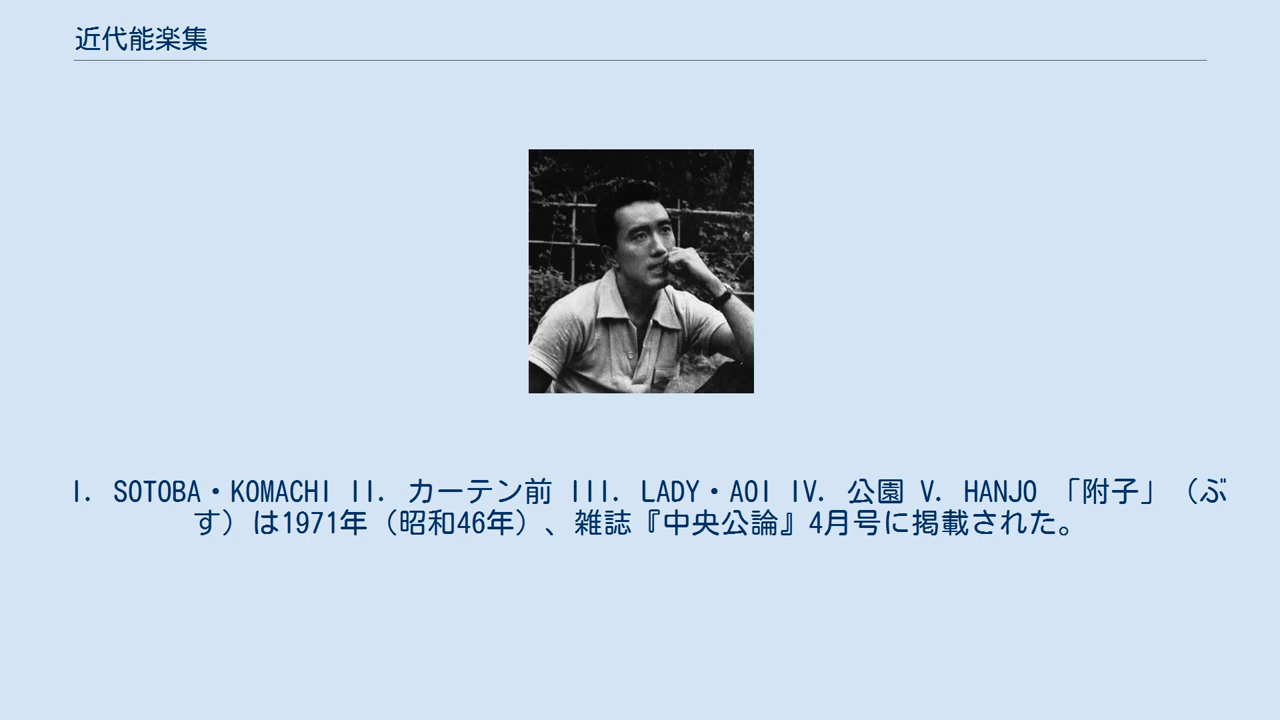 近代能楽集
I. SOTOBA・KOMACHI II. カーテン前 III. LADY・AOI IV. 公園 V. HANJO 「附子」（ぶ
す）は1971年（昭和46年）、雑誌『中央公論』4月号に掲載された。